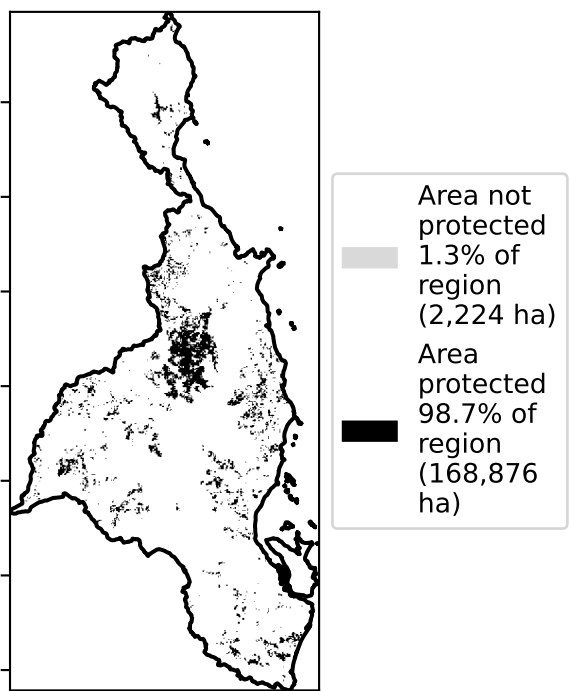 Area not
protected
1.3% of
region
(2,224 ha)
Area
protected
98.7% of
region
(168,876
ha)